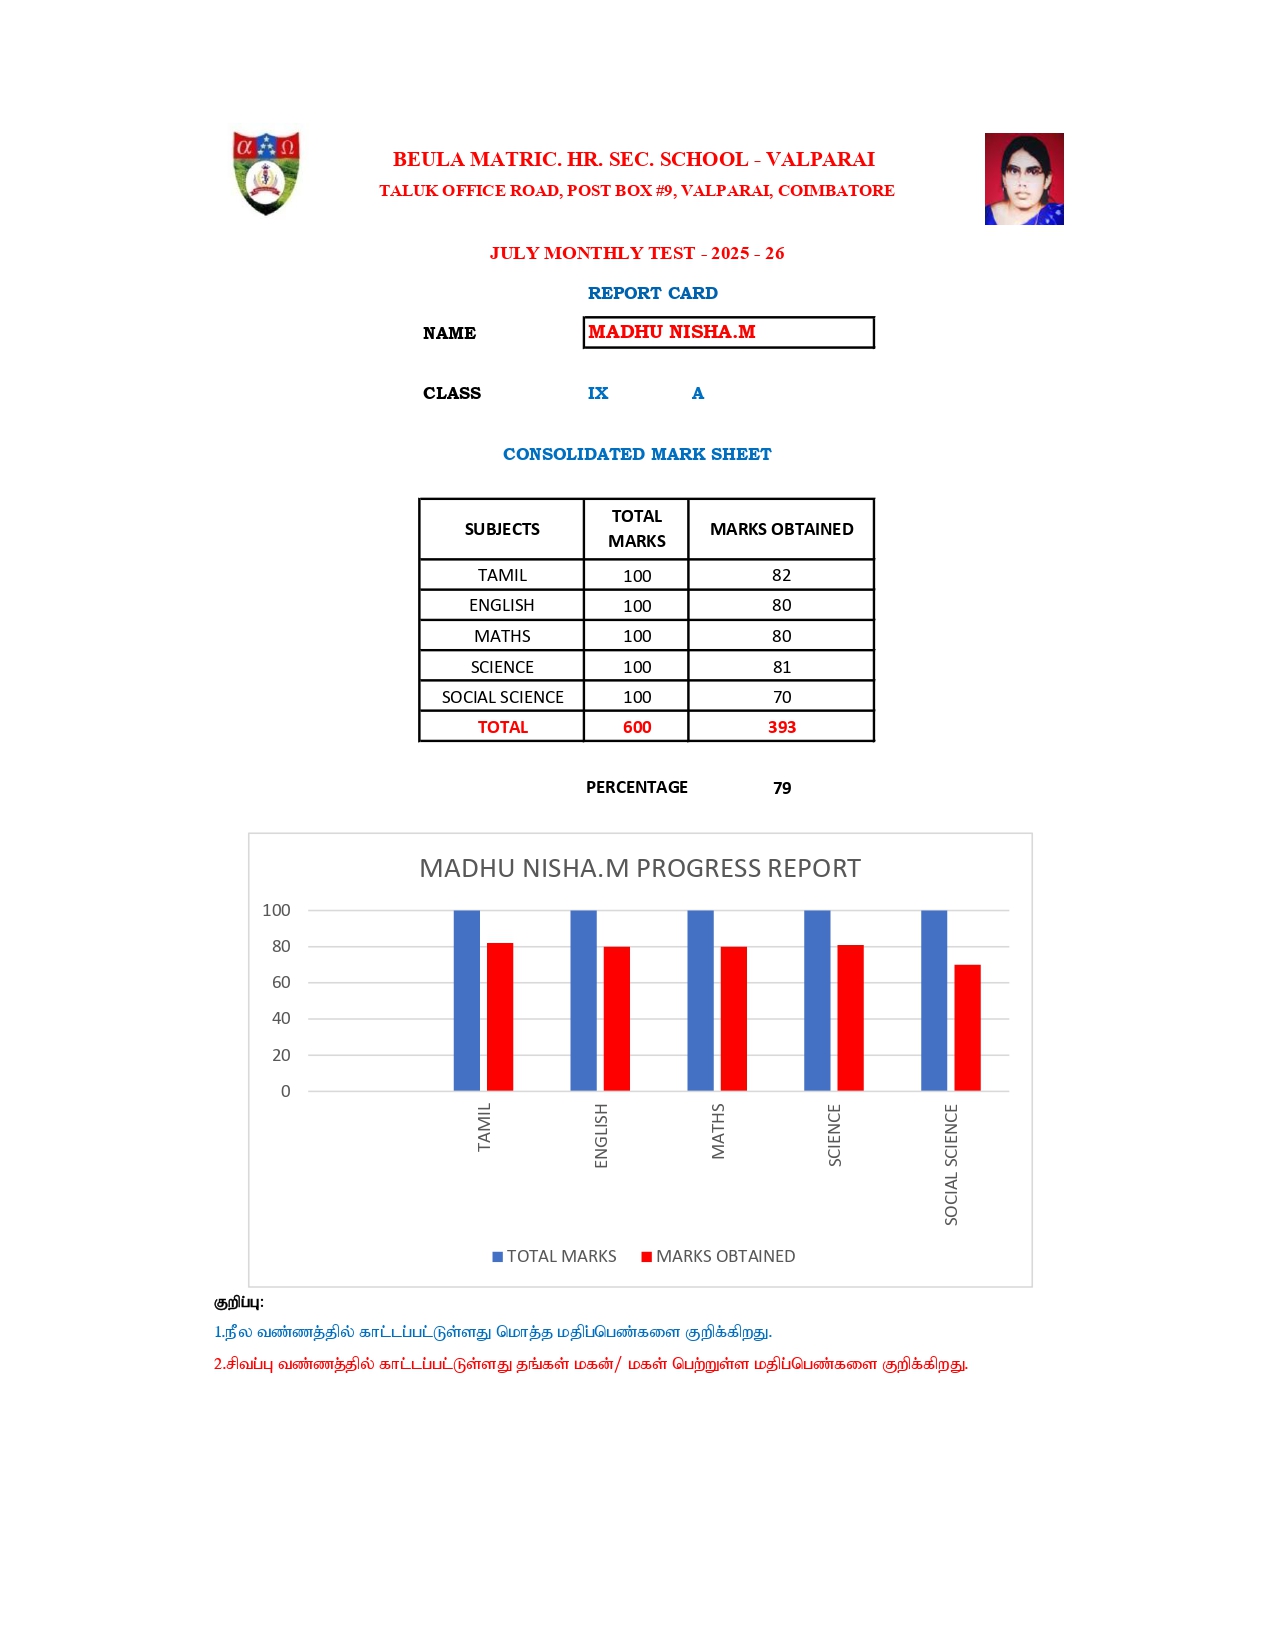 α Ω
BEULA MATRIC. HR. SEC. SCHOOL - VALPARAI
TALUK OFFICE ROAD, POST BOX #9, VALPARAI, COIMBATORE
JULY MONTHLY TEST - 2025 - 26
REPORT CARD
NAME MADHU NISHA.M
CLASS IX A
CONSOLIDATED MARK SHEET
SUBJECTS TOTAL MARKS MARKS OBTAINED
TAMIL 100 82
ENGLISH 100 80
MATHS 100 80
SCIENCE 100 81
SOCIAL SCIENCE 100 70
TOTAL 600 393
PERCENTAGE 79
MADHU NISHA.M PROGRESS REPORT
100
80
60
40
20
0
TAMIL ENGLISH MATHS SCIENCE SOCIAL SCIENCE
TOTAL MARKS MARKS OBTAINED
குறிப்பு:
1.நீல வண்ணத்தில் காட்டப்பட்டுள்ளது மொத்த மதிப்பெண்களை குறிக்கிறது.
2.சிவப்பு வண்ணத்தில் காட்டப்பட்டுள்ளது தங்கள் மகன்/ மகள் பெற்றுள்ள மதிப்பெண்களை குறிக்கிறது.